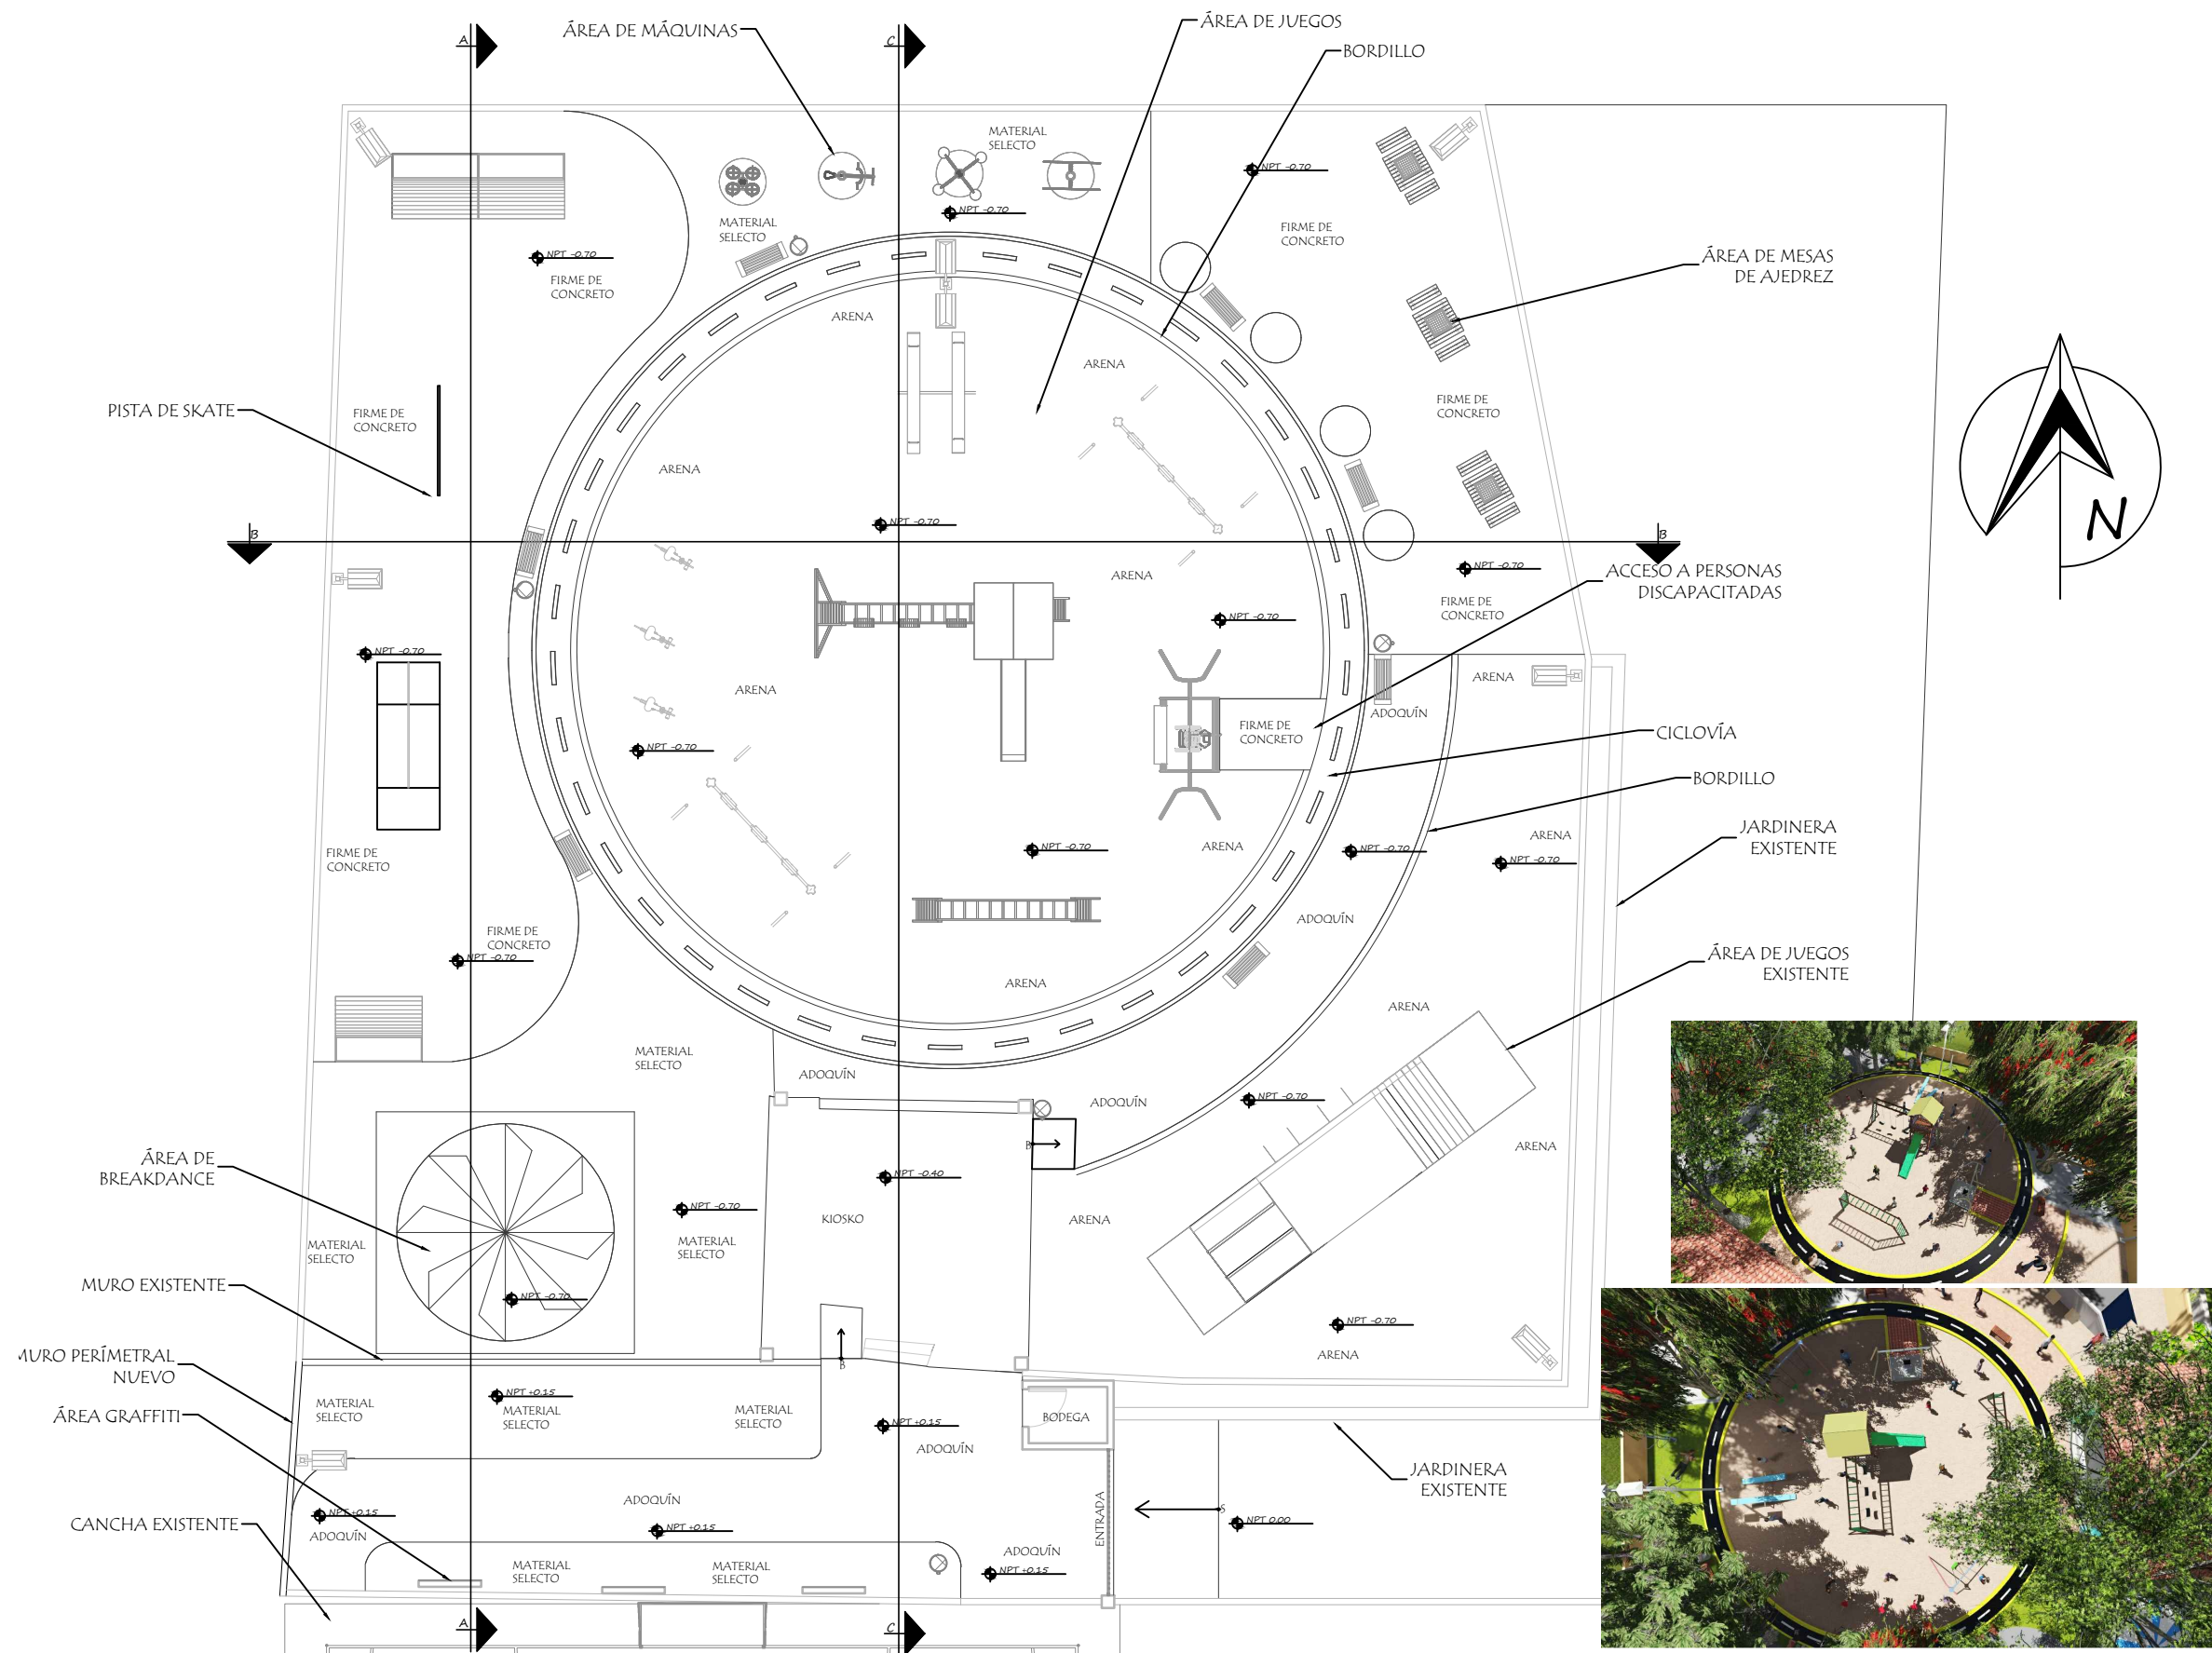 A
C
ÁREA DE MÁQUINAS
ÁREA DE JUEGOS
BORDILLO
MATERIAL
SELECTO
NPT -0.70
MATERIAL
SELECTO
NPT -0.70
FIRME DE
CONCRETO
NPT -0.70
FIRME DE
CONCRETO
ÁREA DE MESAS
DE AJEDREZ
ARENA
ARENA
PISTA DE SKATE
FIRME DE
CONCRETO
FIRME DE
CONCRETO
ARENA
N
B
NPT -0.70
B
ARENA
NPT -0.70
ACCESO A PERSONAS
DISCAPACITADAS
FIRME DE
CONCRETO
NPT -0.70
NPT -0.70
ARENA
ARENA
ADOQUÍN
FIRME DE
CONCRETO
CICLOVÍA
NPT -0.70
BORDILLO
JARDINERA
EXISTENTE
ARENA
ARENA
FIRME DE
CONCRETO
NPT -0.70
NPT -0.70
NPT -0.70
ADOQUÍN
FIRME DE
CONCRETO
NPT -0.70
ÁREA DE JUEGOS
EXISTENTE
ARENA
ARENA
MATERIAL
SELECTO
ADOQUÍN
ADOQUÍN
NPT -0.70
ARENA
B
ÁREA DE
BREAKDANCE
NPT -0.40
NPT -0.70
KIOSKO
ARENA
MATERIAL
SELECTO
MATERIAL
SELECTO
MURO EXISTENTE
NPT -0.70
NPT -0.70
ARENA
B
MURO PERÍMETRAL
NUEVO
NPT +0.15
MATERIAL
SELECTO
MATERIAL
SELECTO
MATERIAL
SELECTO
ÁREA GRAFFITI
NPT +0.15
ADOQUÍN
BODEGA
JARDINERA
EXISTENTE
ADOQUÍN
ENTRADA
S
NPT 0.00
NPT +0.15
ADOQUÍN
NPT +0.15
CANCHA EXISTENTE
ADOQUÍN
NPT +0.15
MATERIAL
SELECTO
MATERIAL
SELECTO
A
C